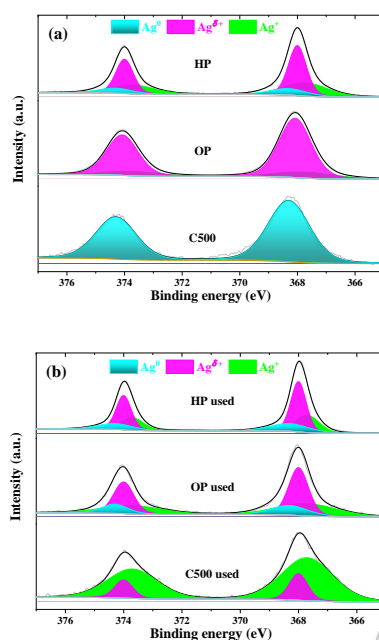 (a)
Ag⁰ Ag^δ+ Ag⁺
HP
OP
C500
Intensity (a.u.)
376 374 372 370 368 366
Binding energy (eV)
(b)
Ag⁰ Ag^δ+ Ag⁺
HP used
OP used
C500 used
Intensity (a.u.)
376 374 372 370 368 366
Binding energy (eV)